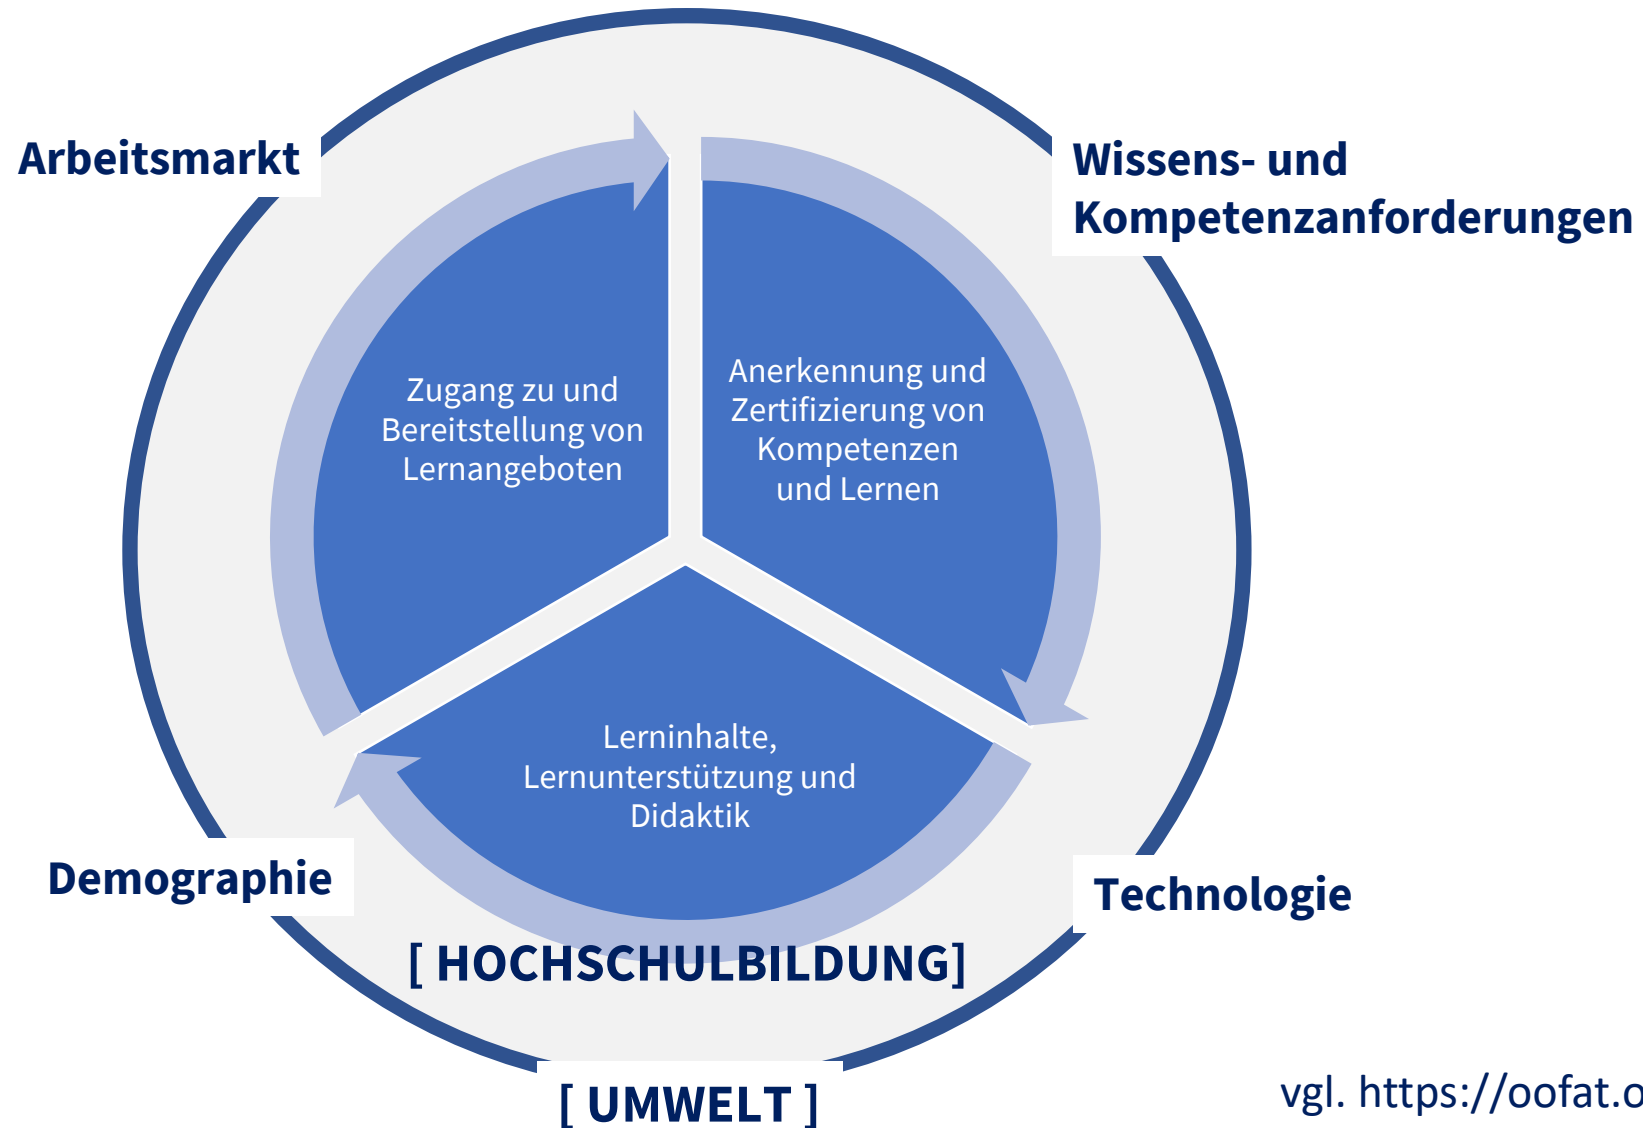 Arbeitsmarkt
Wissens- und
Kompetenzanforderungen
Zugang zu und
Bereitstellung von
Lernangeboten
Anerkennung und
Zertifizierung von
Kompetenzen
und Lernen
Lerninhalte,
Lernunterstützung und
Didaktik
Demographie
Technologie
[ HOCHSCHULBILDUNG]
[ UMWELT ]
vgl. https://oofat.o